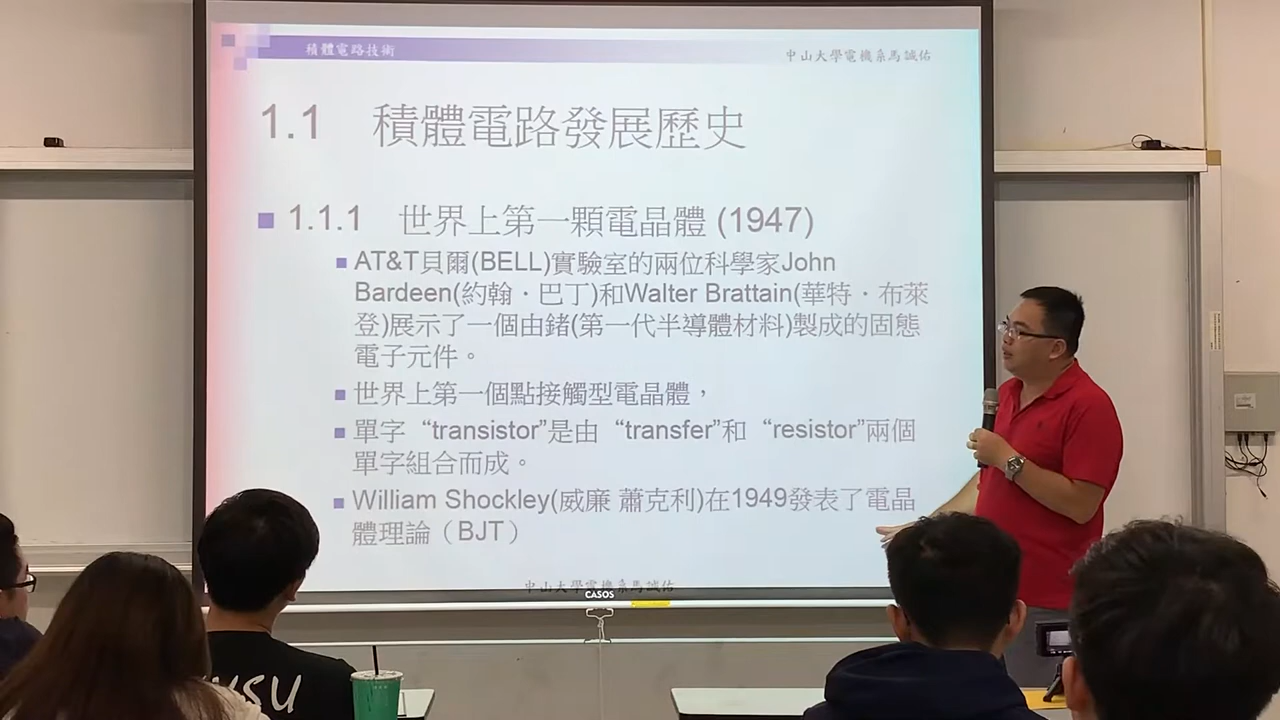 積體電路技術
中山大學電機系馬誠佑
1.1 積體電路發展歷史
1.1.1 世界上第一顆電晶體 (1947)
AT&T貝爾(BELL)實驗室的兩位科學家John
Bardeen(約翰．巴丁)和Walter Brattain(華特．布萊
登)展示了一個由鍺(第一代半導體材料)製成的固態
電子元件。
世界上第一個點接觸型電晶體，
單字“transistor”是由“transfer”和“resistor”兩個
單字組合而成。
William Shockley(威廉 蕭克利)在1949發表了電晶
體理論（BJT）
中山大學電機系馬誠佑
CASOS